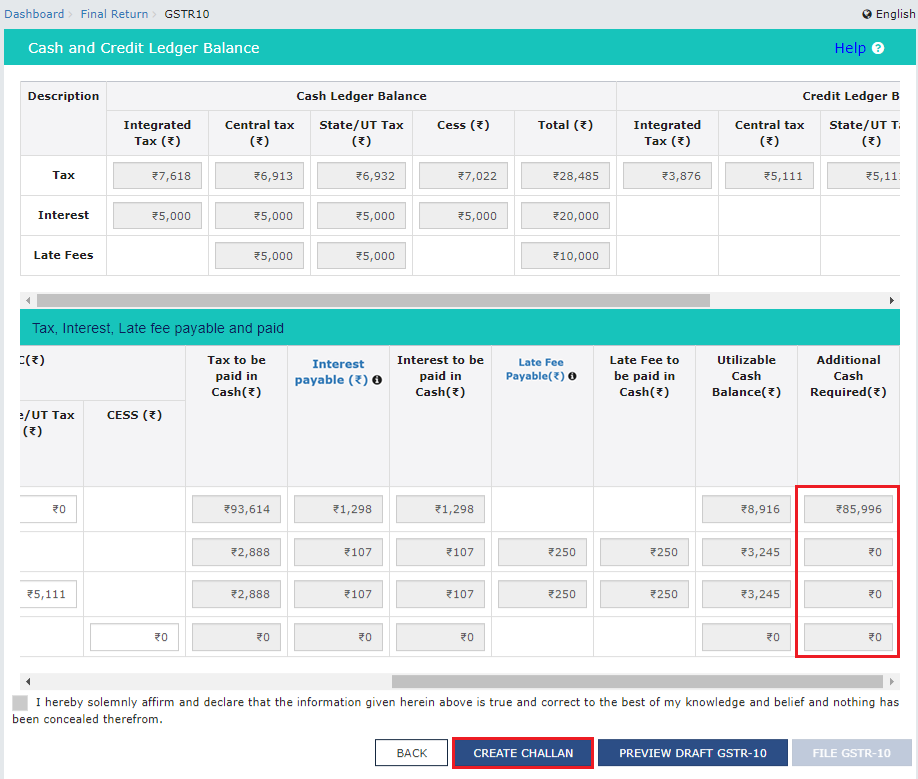 Dashboard › Final Return › GSTR10 English
Cash and Credit Ledger Balance Help ?
Description Cash Ledger Balance Credit Ledger B
Integrated Tax (₹) Central tax (₹) State/UT Tax (₹) Cess (₹) Total (₹) Integrated Tax (₹) Central tax (₹) State/UT T (₹)
Tax ₹7,618 ₹6,913 ₹6,932 ₹7,022 ₹28,485 ₹3,876 ₹5,111 ₹5,11
Interest ₹5,000 ₹5,000 ₹5,000 ₹5,000 ₹20,000
Late Fees ₹5,000 ₹5,000 ₹10,000
Tax, Interest, Late fee payable and paid
C(₹) Tax to be paid in Cash(₹) Interest payable (₹) Interest to be paid in Cash(₹) Late Fee Payable(₹) Late Fee to be paid in Cash(₹) Utilizable Cash Balance(₹) Additional Cash Required(₹)
e/UT Tax (₹) CESS (₹)
₹0 ₹93,614 ₹1,298 ₹1,298 ₹8,916 ₹85,996
₹2,888 ₹107 ₹107 ₹250 ₹250 ₹3,245 ₹0
₹5,111 ₹2,888 ₹107 ₹107 ₹250 ₹250 ₹3,245 ₹0
₹0 ₹0 ₹0 ₹0 ₹0 ₹0
I hereby solemnly affirm and declare that the information given herein above is true and correct to the best of my knowledge and belief and nothing has
been concealed therefrom.
BACK CREATE CHALLAN PREVIEW DRAFT GSTR-10 FILE GSTR-10